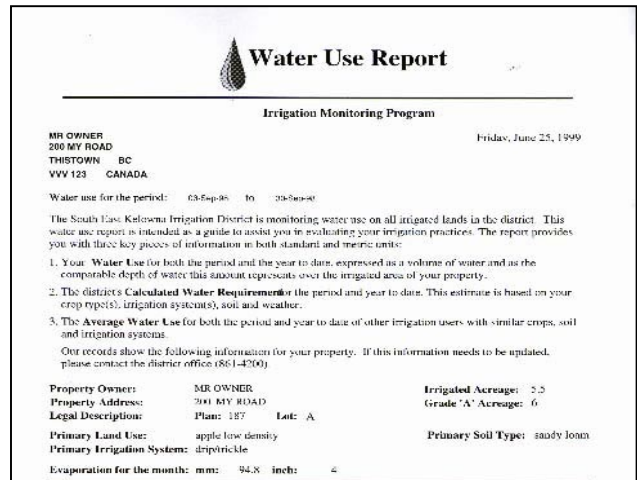 Water Use Report
Irrigation Monitoring Program
MR OWNER
200 MY ROAD
THISTOWN BC
VVV 123 CANADA
Friday, June 25, 1999
Water use for the period: 03-Sep-98 to
The South East Kelowna Irrigation District is monitoring water use on all irrigated lands in the district. This
water use report is intended as a guide to assist you in evaluating your irrigation practices. The report provides
you with three key pieces of information in both standard and metric units:
1. Your Water Use for both the period and the year to date, expressed as a volume of water and as the
comparable depth of water this amount represents over the irrigated area of your property.
2. The district's Calculated Water Requirement for the period and year to date. This estimate is based on your
crop type(s), irrigation system(s), soil and weather.
3. The Average Water Use for both the period and year to date of other irrigation users with similar crops, soil
and irrigation systems.
Our records show the following information for your property. If this information needs to be updated,
please contact the district office (861-4200)
Property Owner: MR OWNER
Irrigated Acreage: 5.5
Property Address: 200 MY ROAD
Grade 'A' Acreage: 6
Legal Description: Plan: 187 Lot: A
Primary Land Use: apple low density
Primary Soil Type: sandy loam
Primary Irrigation System: drip/trickle
Evaporation for the month: mm: 94.8 inch: 4